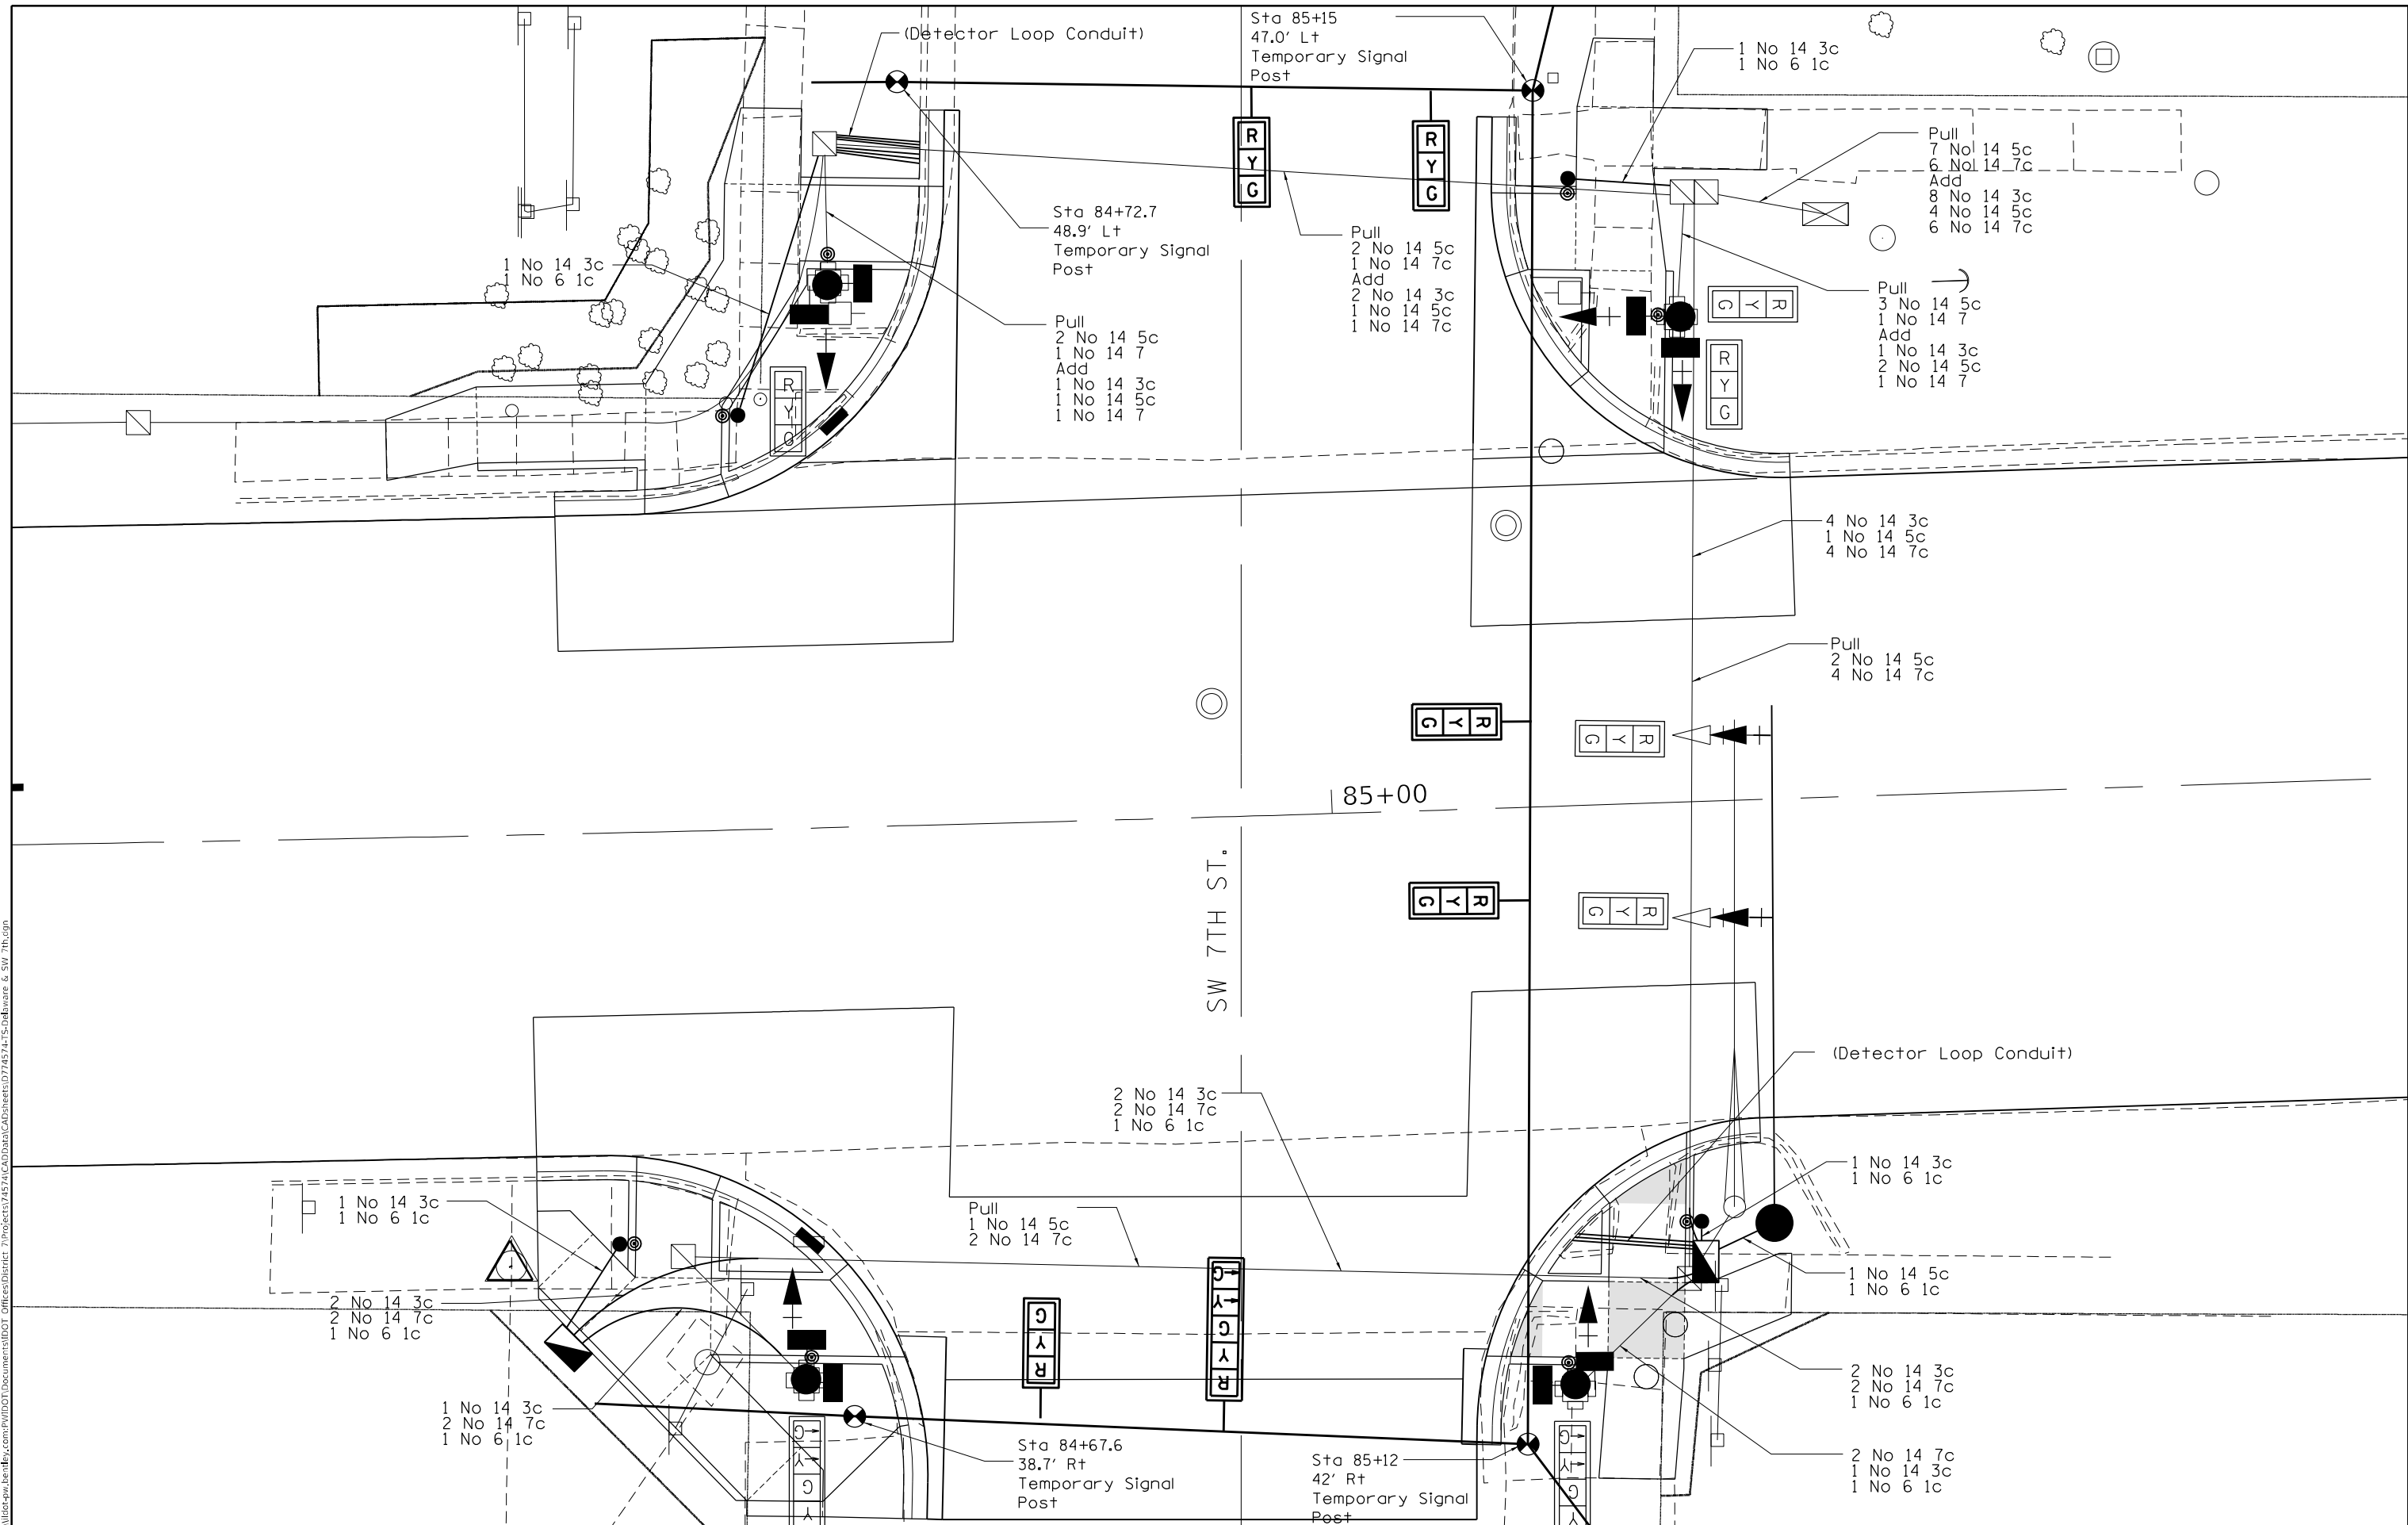 (Detector Loop Conduit)
Sta 85+15
47.0' Lt
Temporary Signal
Post
1 No 14 3c
1 No 6 1c
R
Y
G
R
Y
G
Pull
7 No 14 5c
6 No 14 7c
Add
8 No 14 3c
4 No 14 5c
6 No 14 7c
Sta 84+72.7
48.9' Lt
Temporary Signal
Post
Pull
2 No 14 5c
1 No 14 7c
Add
2 No 14 3c
1 No 14 5c
1 No 14 7c
1 No 14 3c
1 No 6 1c
Pull
2 No 14 5c
1 No 14 7
Add
1 No 14 3c
1 No 14 5c
1 No 14 7
Pull
3 No 14 5c
1 No 14 7
Add
1 No 14 3c
2 No 14 5c
1 No 14 7
G Y R
R
Y
G
R
Y
G
4 No 14 3c
1 No 14 5c
4 No 14 7c
Pull
2 No 14 5c
4 No 14 7c
G Y R
G Y R
85+00
SW 7TH ST.
G Y R
G Y R
(Detector Loop Conduit)
2 No 14 3c
2 No 14 7c
1 No 6 1c
1 No 14 3c
1 No 6 1c
1 No 14 3c
1 No 6 1c
Pull
1 No 14 5c
2 No 14 7c
1 No 14 5c
1 No 6 1c
2 No 14 3c
2 No 14 7c
1 No 6 1c
G
Y
R
G
Y
G
Y
R
2 No 14 3c
2 No 14 7c
1 No 6 1c
1 No 14 3c
2 No 14 7c
1 No 6 1c
G
Y
G
Y
Sta 84+67.6
38.7' Rt
Temporary Signal
Post
Sta 85+12
42' Rt
Temporary Signal
Post
G
Y
G
Y
2 No 14 7c
1 No 14 3c
1 No 6 1c